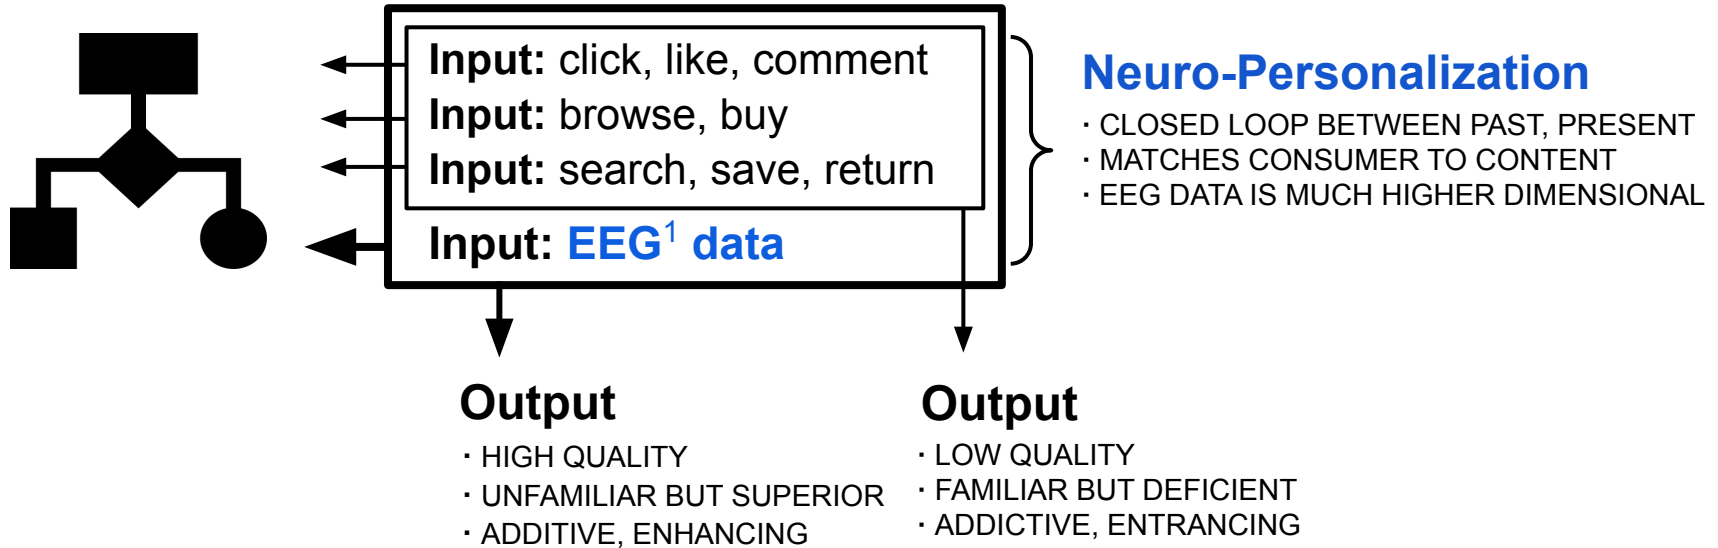 Input: click, like, comment
Input: browse, buy
Input: search, save, return
Input: EEG¹ data
Neuro-Personalization
· CLOSED LOOP BETWEEN PAST, PRESENT
· MATCHES CONSUMER TO CONTENT
· EEG DATA IS MUCH HIGHER DIMENSIONAL
Output
· HIGH QUALITY
· UNFAMILIAR BUT SUPERIOR
· ADDITIVE, ENHANCING
Output
· LOW QUALITY
· FAMILIAR BUT DEFICIENT
· ADDICTIVE, ENTRANCING